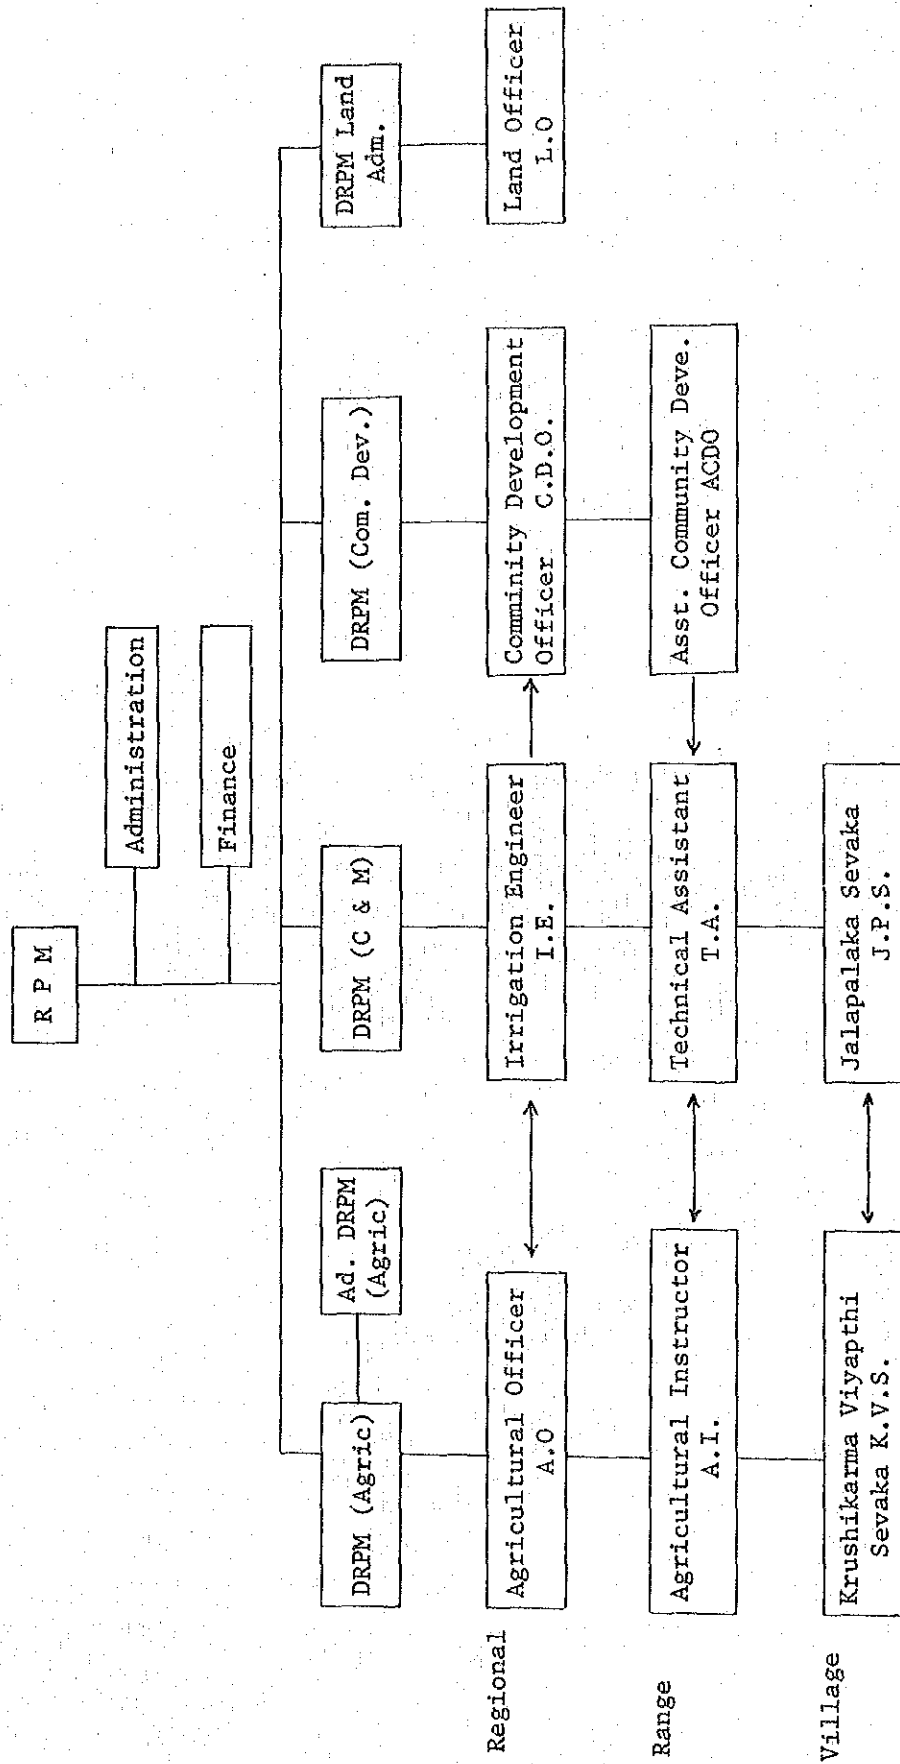 R P M
Administration
Finance
DRPM (Agric)
Ad. DRPM
(Agric)
DRPM (C & M)
DRPM (Com. Dev.)
DRPM Land
Adm.
Regional
Agricultural Officer
A.O
Irrigation Engineer
I.E.
Comminity Development
Officer C.D.O.
Land Officer
L.O
Range
Agricultural Instructor
A.I.
Technical Assistant
T.A.
Asst. Community Deve.
Officer ACDO
Village
Krushikarma Viyapthi
Sevaka K.V.S.
Jalapalaka Sevaka
J.P.S.